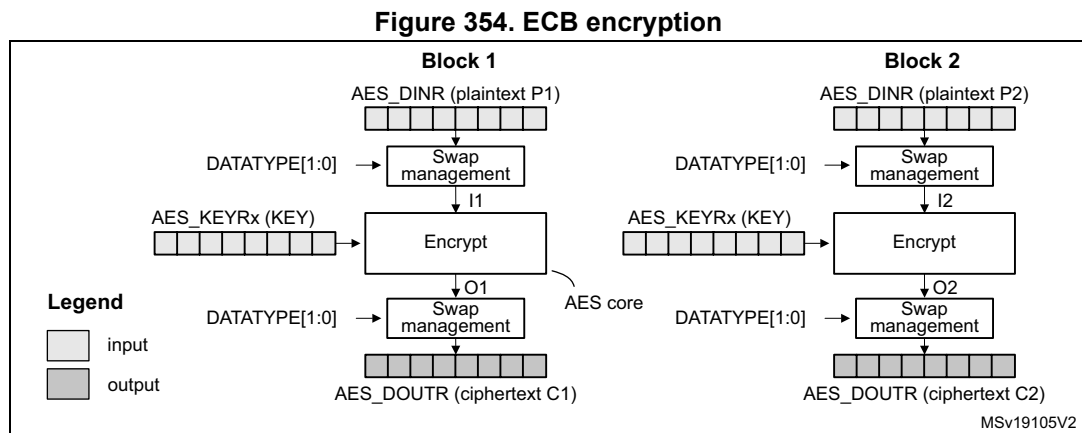 Figure 354. ECB encryption
Block 1
Block 2
AES_DINR (plaintext P1)
AES_DINR (plaintext P2)
DATATYPE[1:0]
Swap
management
DATATYPE[1:0]
Swap
management
I1
I2
AES_KEYRx (KEY)
Encrypt
AES_KEYRx (KEY)
Encrypt
O1
AES core
O2
Legend
DATATYPE[1:0]
Swap
management
DATATYPE[1:0]
Swap
management
input
output
AES_DOUTR (ciphertext C1)
AES_DOUTR (ciphertext C2)
MSv19105V2